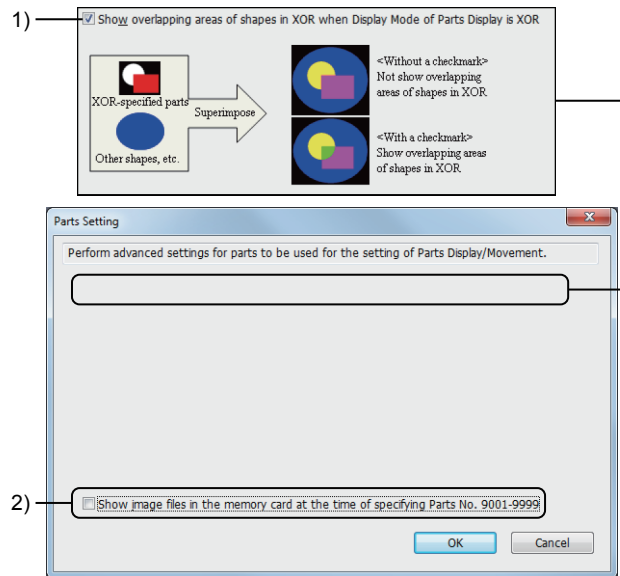 1)
Show overlapping areas of shapes in XOR when Display Mode of Parts Display is XOR
XOR-specified parts
Superimpose
Other shapes, etc.
<Without a checkmark>
Not show overlapping
areas of shapes in XOR
<With a checkmark>
Show overlapping areas
of shapes in XOR
Parts Setting
Perform advanced settings for parts to be used for the setting of Parts Display/Movement.
2)
Show image files in the memory card at the time of specifying Parts No. 9001-9999
OK
Cancel